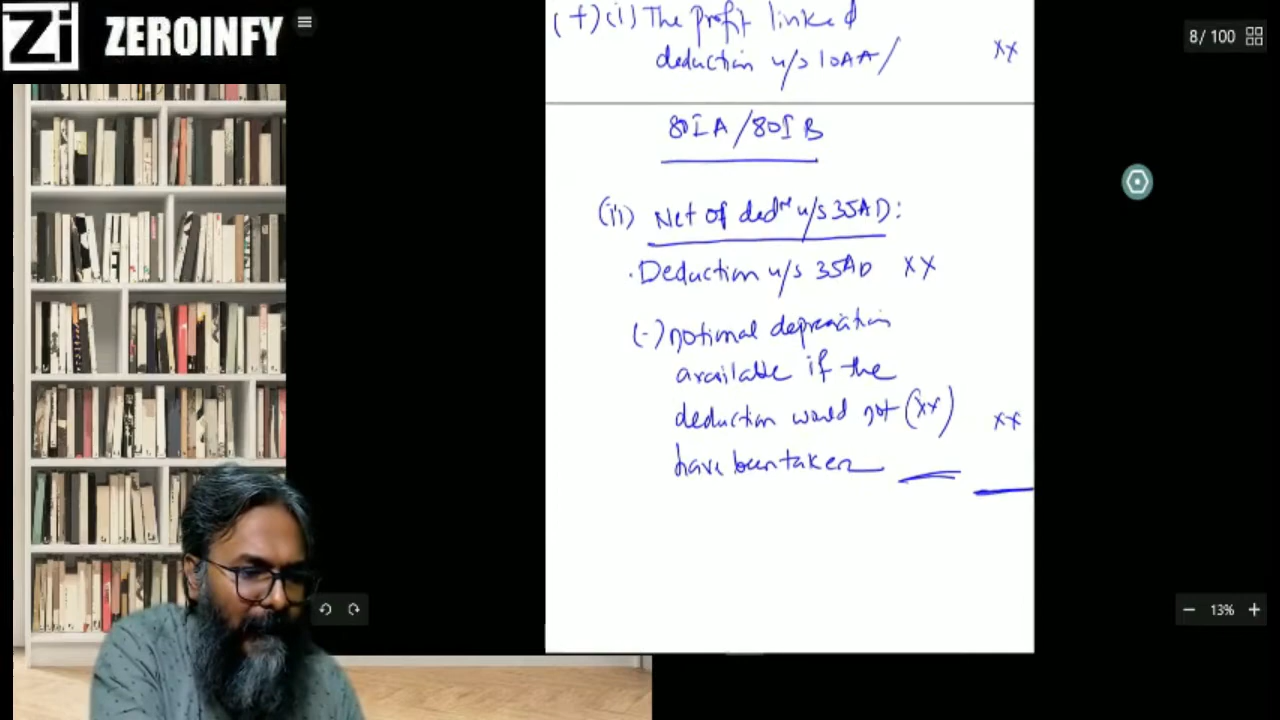 Zi ZEROINFY
8/100
(+)(i) The profit linked
deduction u/s 10AA/ xx
80IA/80IB
(ii) Net of dedn u/s 35AD:
. Deduction u/s 35AD xx
(-) notional depreciation
available if the
deduction would not (xx) xx
have been taken
13%